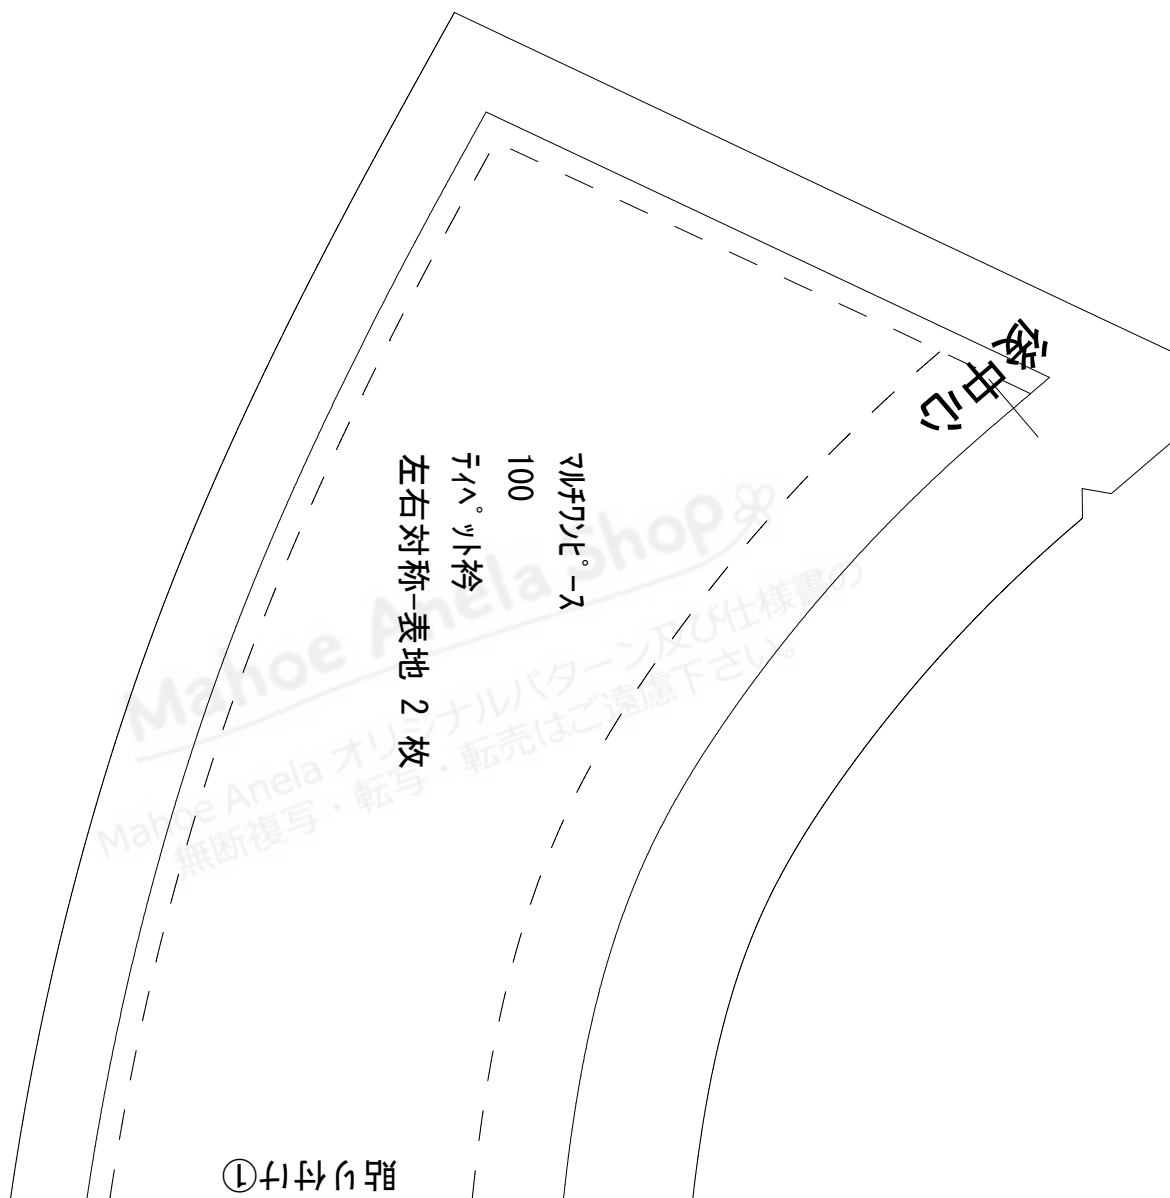 後中心
マルチワンピース
100
ティペット衿
左右対称-表地 2 枚
Mahoe Anela Shop
Mahoe Anela オリジナルパターン及び仕様書の
無断複写・転写・転売はご遠慮下さい。
貼り付け①